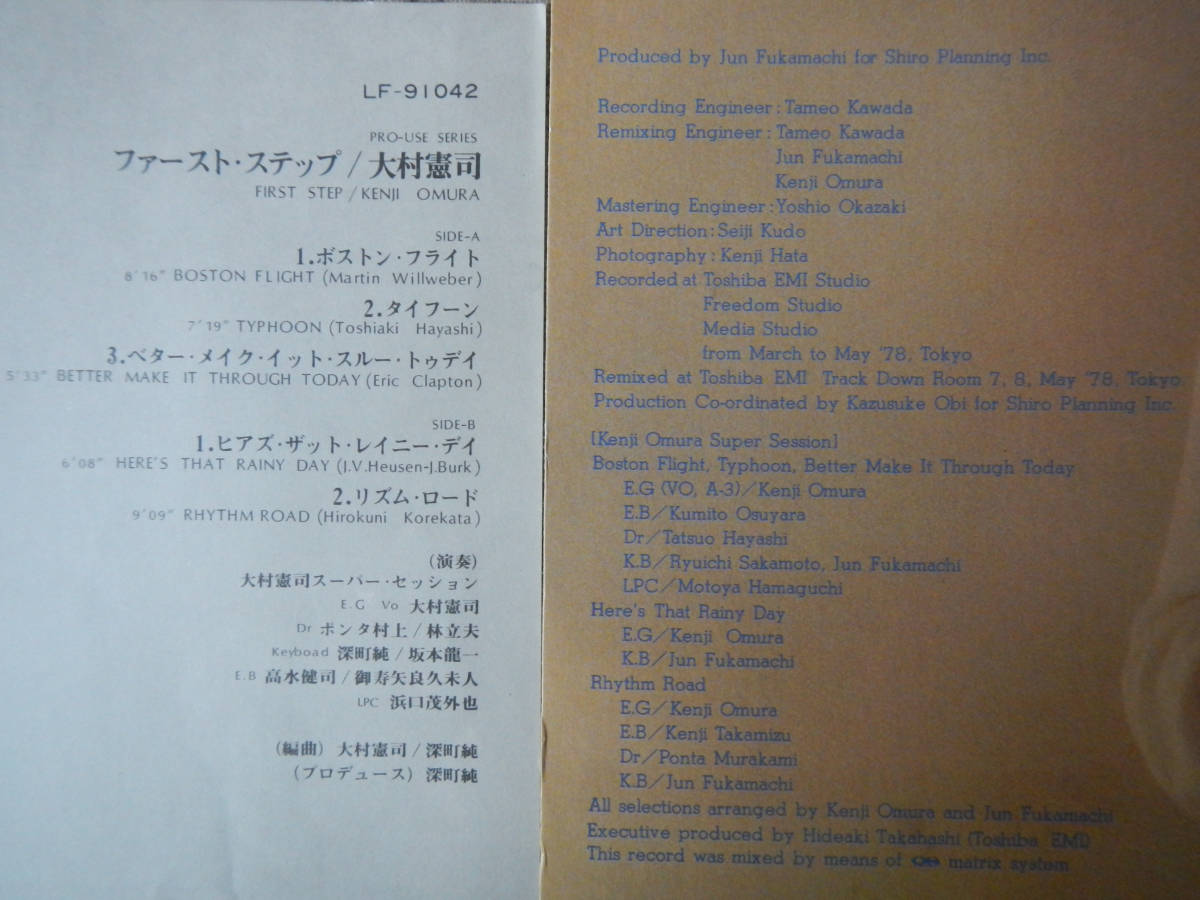 LF-91042
PRO-USE SERIES
ファースト・ステップ/大村憲司
FIRST STEP/KENJI OMURA
SIDE-A
1.ボストン・フライト
8'16" BOSTON FLIGHT (Martin Willweber)
2.タイフーン
7'19" TYPHOON (Toshiaki Hayashi)
3.ベター・メイク・イット・スルー・トゥデイ
5'33" BETTER MAKE IT THROUGH TODAY (Eric Clapton)
SIDE-B
1.ヒアズ・ザット・レイニー・デイ
6'08" HERE'S THAT RAINY DAY (J.V.Heusen-J.Burk)
2.リズム・ロード
9'09" RHYTHM ROAD (Hirokuni Korekata)
(演奏)
大村憲司スーパー・セッション
E.G Vo 大村憲司
Dr ポンタ村上/林立夫
Keyboad 深町純/坂本龍一
E.B 高水健司/御寿矢良久未人
LPC 浜口茂外也
(編曲) 大村憲司/深町純
(プロデュース) 深町純
Produced by Jun Fukamachi for Shiro Planning Inc.
Recording Engineer:Tameo Kawada
Remixing Engineer:Tameo Kawada
Jun Fukamachi
Kenji Omura
Mastering Engineer:Yoshio Okazaki
Art Direction:Seiji Kudo
Photography:Kenji Hata
Recorded at Toshiba EMI Studio
Freedom Studio
Media Studio
from March to May '78, Tokyo
Remixed at Toshiba EMI Track Down Room 7, 8, May '78, Tokyo.
Production Co-ordinated by Kazusuke Obi for Shiro Planning Inc.
[Kenji Omura Super Session]
Boston Flight, Typhoon, Better Make It Through Today
E.G (VO, A-3)/Kenji Omura
E.B/Kumito Osuyara
Dr/Tatsuo Hayashi
K.B/Ryuichi Sakamoto, Jun Fukamachi
LPC/Motoya Hamaguchi
Here's That Rainy Day
E.G/Kenji Omura
K.B/Jun Fukamachi
Rhythm Road
E.G/Kenji Omura
E.B/Kenji Takamizu
Dr/Ponta Murakami
K.B/Jun Fukamachi
All selections arranged by Kenji Omura and Jun Fukamachi
Executive produced by Hideaki Takahashi (Toshiba EMI)
This record was mixed by means of matrix system